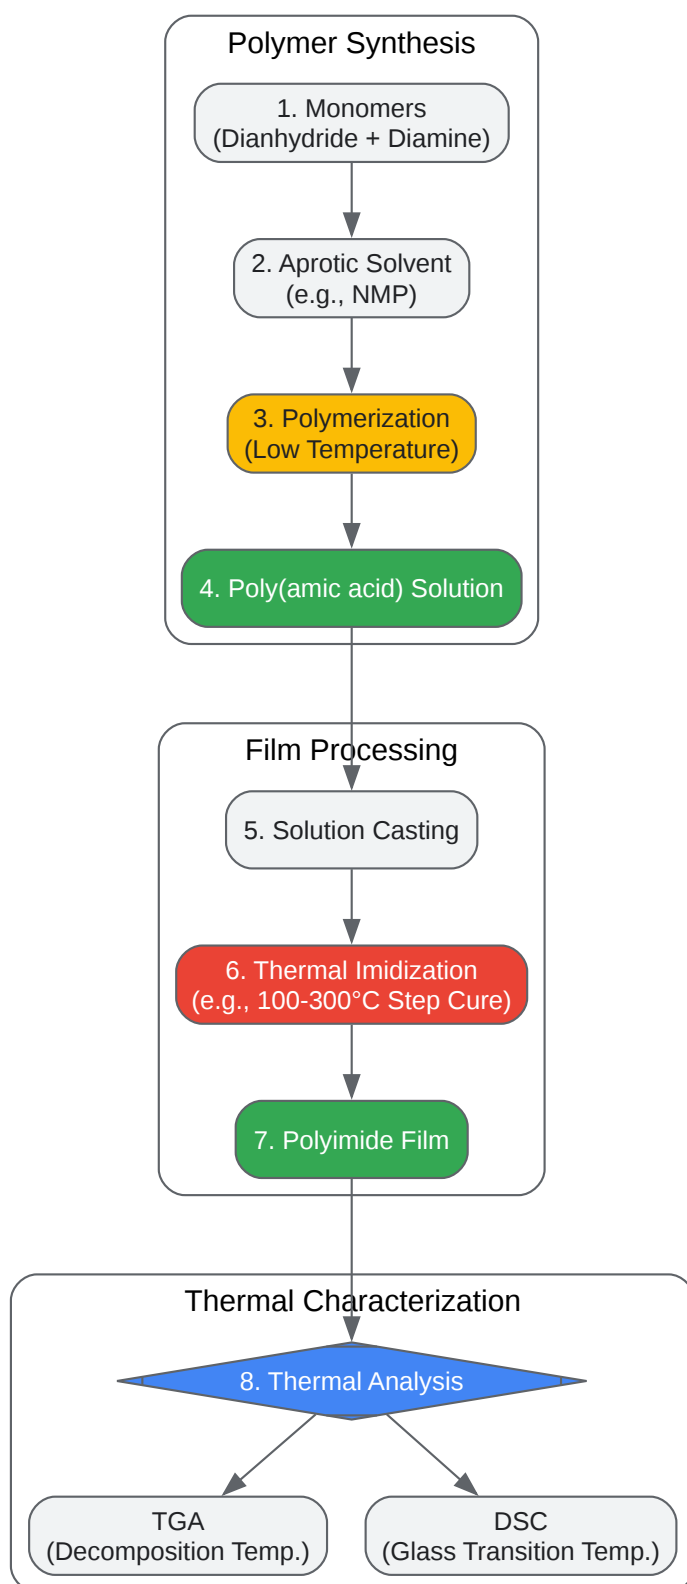 Polymer Synthesis
1. Monomers
(Dianhydride + Diamine)
2. Aprotic Solvent
(e.g., NMP)
3. Polymerization
(Low Temperature)
4. Poly(amic acid) Solution
Film Processing
5. Solution Casting
6. Thermal Imidization
(e.g., 100-300°C Step Cure)
7. Polyimide Film
Thermal Characterization
8. Thermal Analysis
TGA
(Decomposition Temp.)
DSC
(Glass Transition Temp.)